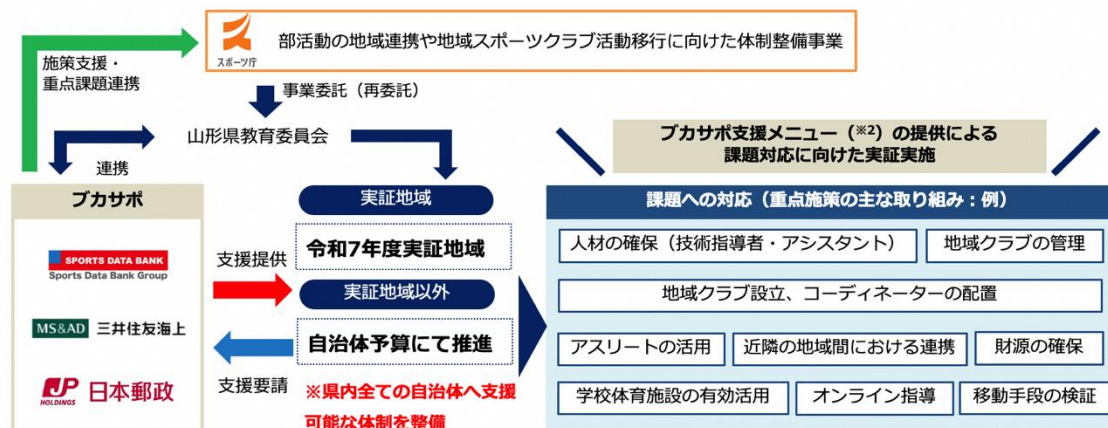 部活動の地域連携や地域スポーツクラブ活動移行に向けた体制整備事業
スポーツ庁
施策支援・
重点課題連携
事業委託（再委託）
山形県教育委員会
連携
ブカサポ支援メニュー（※2）の提供による
課題対応に向けた実証実施
ブカサポ
SPORTS DATA BANK
Sports Data Bank Group
MS&AD 三井住友海上
JP
HOLDINGS
日本郵政
支援提供
支援要請
実証地域
令和7年度実証地域
実証地域以外
自治体予算にて推進
※県内全ての自治体へ支援
可能な体制を整備
課題への対応（重点施策の主な取り組み：例）
人材の確保（技術指導者・アシスタント）
地域クラブの管理
地域クラブ設立、コーディネーターの配置
アスリートの活用
近隣の地域間における連携
財源の確保
学校体育施設の有効活用
オンライン指導
移動手段の検証